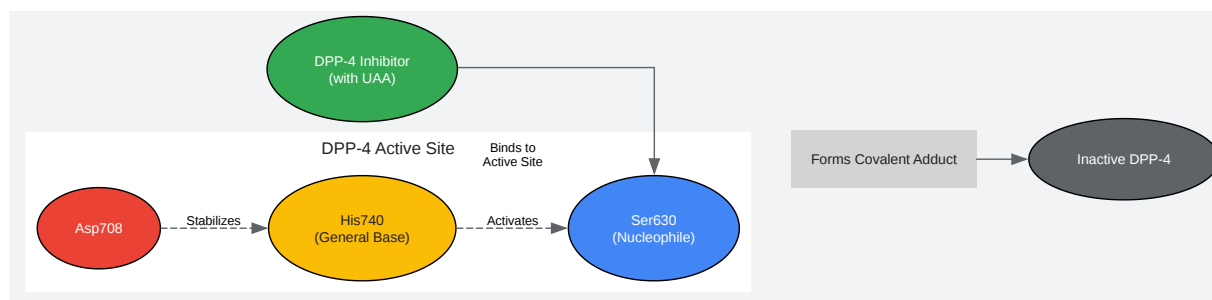 DPP-4 Inhibitor
(with UAA)
DPP-4 Active Site
Binds to
Active Site
Forms Covalent Adduct
Inactive DPP-4
Asp708
Stabilizes
His740
(General Base)
Activates
Ser630
(Nucleophile)